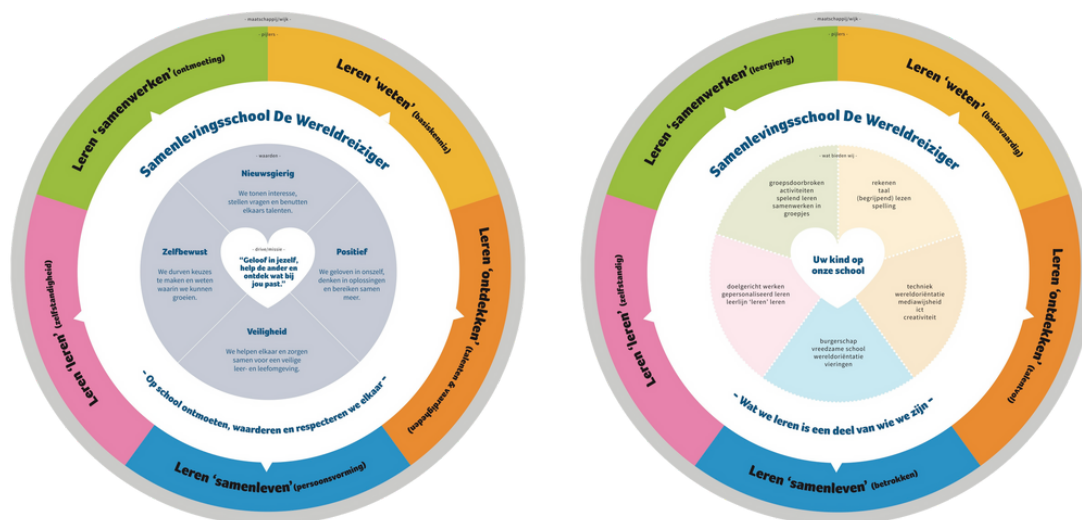 - maatschappij/wijk -
- pijlers -
Leren 'samenwerken' (ontmoeting)
Leren 'weten' (basiskennis)
Leren 'ontdekken' (talenten & vaardigheden)
Leren 'samenleven' (persoonsvorming)
Leren 'leren' (zelfstandigheid)
Samenlevingsschool De Wereldreiziger
- waarden -
Nieuwsgierig
We tonen interesse,
stellen vragen en benutten
elkaars talenten.
Zelfbewust
We durven keuzes
te maken en weten
waarin we kunnen
groeien.
- drive/missie -
"Geloof in jezelf,
help de ander en
ontdek wat bij
jou past."
Positief
We geloven in onszelf,
denken in oplossingen
en bereiken samen
meer.
Veiligheid
We helpen elkaar en zorgen
samen voor een veilige
leer- en leefomgeving.
- Op school ontmoeten, waarderen en respecteren we elkaar -
- maatschappij/wijk -
- pijlers -
Leren 'samenwerken' (leergierig)
Leren 'weten' (basisvaardig)
Leren 'ontdekken' (talentvol)
Leren 'samenleven' (betrokken)
Leren 'leren' (zelfstandig)
Samenlevingsschool De Wereldreiziger
- wat bieden wij -
groepsdoorbroken
activiteiten
spelend leren
samenwerken in
groepjes
rekenen
taal
(begrijpend) lezen
spelling
Uw kind op
onze school
doelgericht werken
gepersonaliseerd leren
leerlijn 'leren' leren
techniek
wereldoriëntatie
mediawijsheid
ict
creativiteit
burgerschap
vreedzame school
wereldoriëntatie
vieringen
- Wat we leren is een deel van wie we zijn -